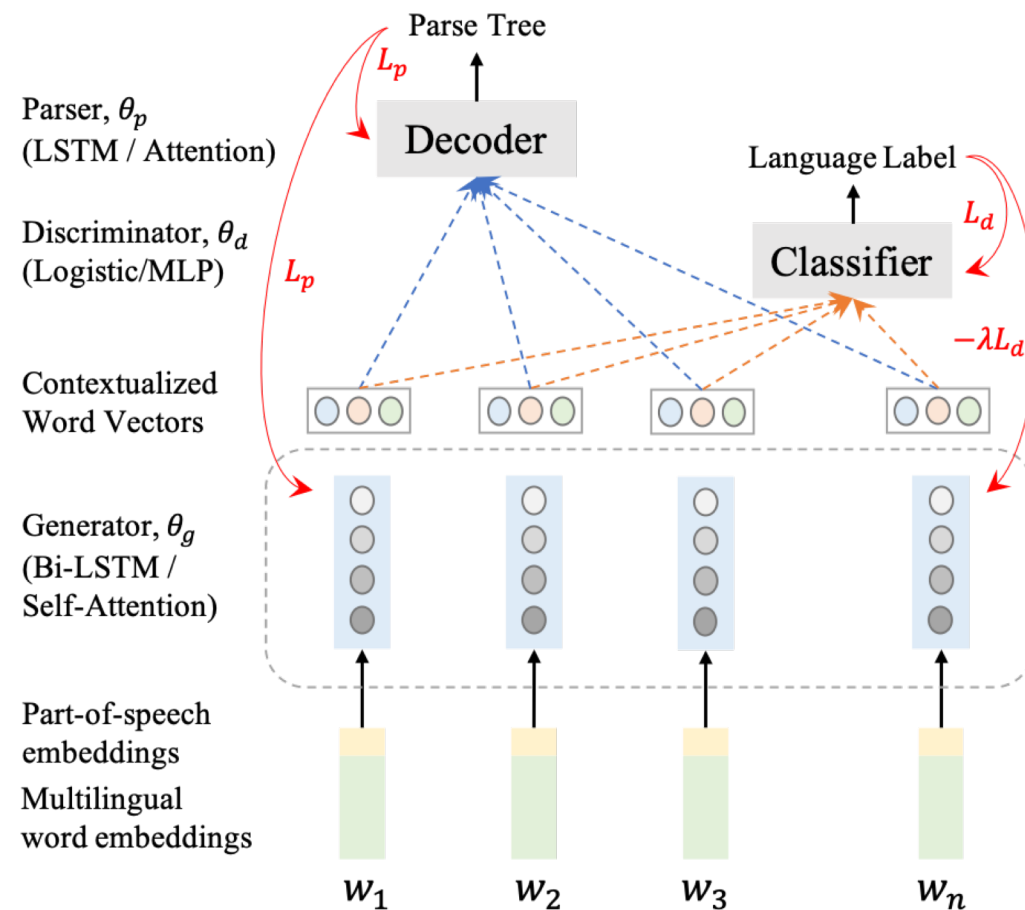 Parse Tree
L_p
Parser, θ_p
(LSTM / Attention)
Decoder
Language Label
L_d
Discriminator, θ_d
(Logistic/MLP)
L_p
Classifier
−λL_d
Contextualized
Word Vectors
Generator, θ_g
(Bi-LSTM /
Self-Attention)
Part-of-speech
embeddings
Multilingual
word embeddings
w_1 w_2 w_3 w_n